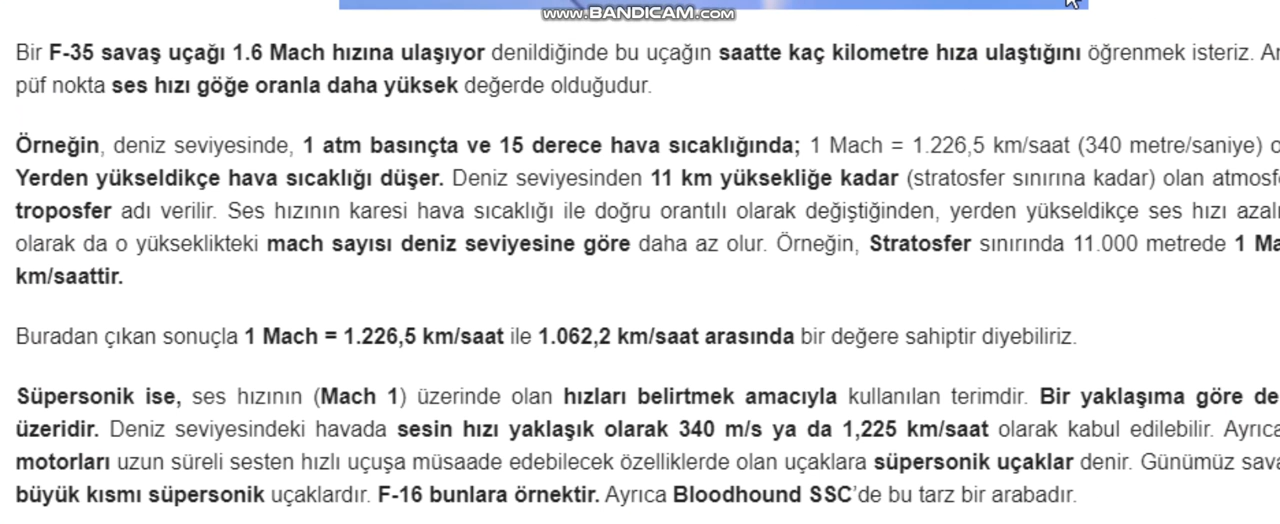 www.BANDICAM.com
Bir F-35 savaş uçağı 1.6 Mach hızına ulaşıyor denildiğinde bu uçağın saatte kaç kilometre hıza ulaştığını öğrenmek isteriz.
püf nokta ses hızı göğe oranla daha yüksek değerde olduğudur.
Örneğin, deniz seviyesinde, 1 atm basınçta ve 15 derece hava sıcaklığında; 1 Mach = 1.226,5 km/saat (340 metre/saniye)
Yerden yükseldikçe hava sıcaklığı düşer. Deniz seviyesinden 11 km yüksekliğe kadar (stratosfer sınırına kadar) olan
troposfer adı verilir. Ses hızının karesi hava sıcaklığı ile doğru orantılı olarak değiştiğinden, yerden yükseldikçe ses hızı
olarak da o yükseklikteki mach sayısı deniz seviyesine göre daha az olur. Örneğin, Stratosfer sınırında 11.000 metrede 1
km/saattir.
Buradan çıkan sonuçla 1 Mach = 1.226,5 km/saat ile 1.062,2 km/saat arasında bir değere sahiptir diyebiliriz.
Süpersonik ise, ses hızının (Mach 1) üzerinde olan hızları belirtmek amacıyla kullanılan terimdir. Bir yaklaşıma göre
üzeridir. Deniz seviyesindeki havada sesin hızı yaklaşık olarak 340 m/s ya da 1,225 km/saat olarak kabul edilebilir.
motorları uzun süreli sesten hızlı uçuşa müsaade edebilecek özelliklerde olan uçaklara süpersonik uçaklar denir. Günümüz
büyük kısmı süpersonik uçaklardır. F-16 bunlara örnektir. Ayrıca Bloodhound SSC'de bu tarz bir arabadır.